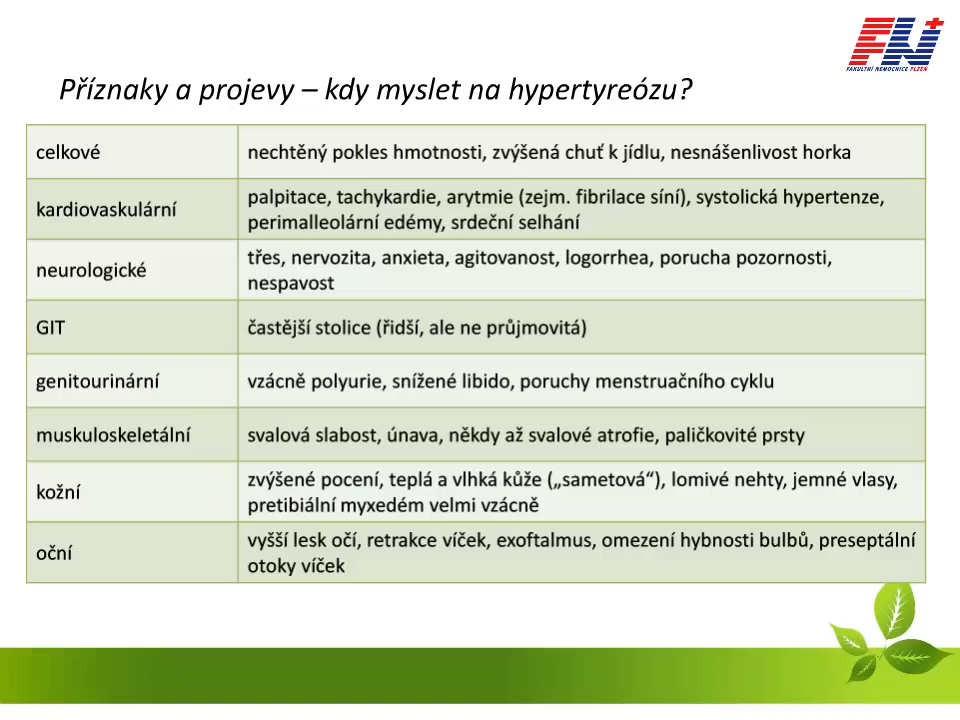 FN+
FAKULTNÍ NEMOCNICE PLZEŇ
Příznaky a projevy – kdy myslet na hypertyreózu?
celkové
nechtěný pokles hmotnosti, zvýšená chuť k jídlu, nesnášenlivost horka
kardiovaskulární
palpitace, tachykardie, arytmie (zejm. fibrilace síní), systolická hypertenze,
perimalleolární edémy, srdeční selhání
neurologické
třes, nervozita, anxieta, agitovanost, logorrhea, porucha pozornosti,
nespavost
GIT
častější stolice (řidší, ale ne průjmovitá)
genitourinární
vzácně polyurie, snížené libido, poruchy menstruačního cyklu
muskuloskeletální
svalová slabost, únava, někdy až svalové atrofie, paličkovité prsty
kožní
zvýšené pocení, teplá a vlhká kůže („sametová“), lomivé nehty, jemné vlasy,
pretibiální myxedém velmi vzácně
oční
vyšší lesk očí, retrakce víček, exoftalmus, omezení hybnosti bulbů, preseptální
otoky víček